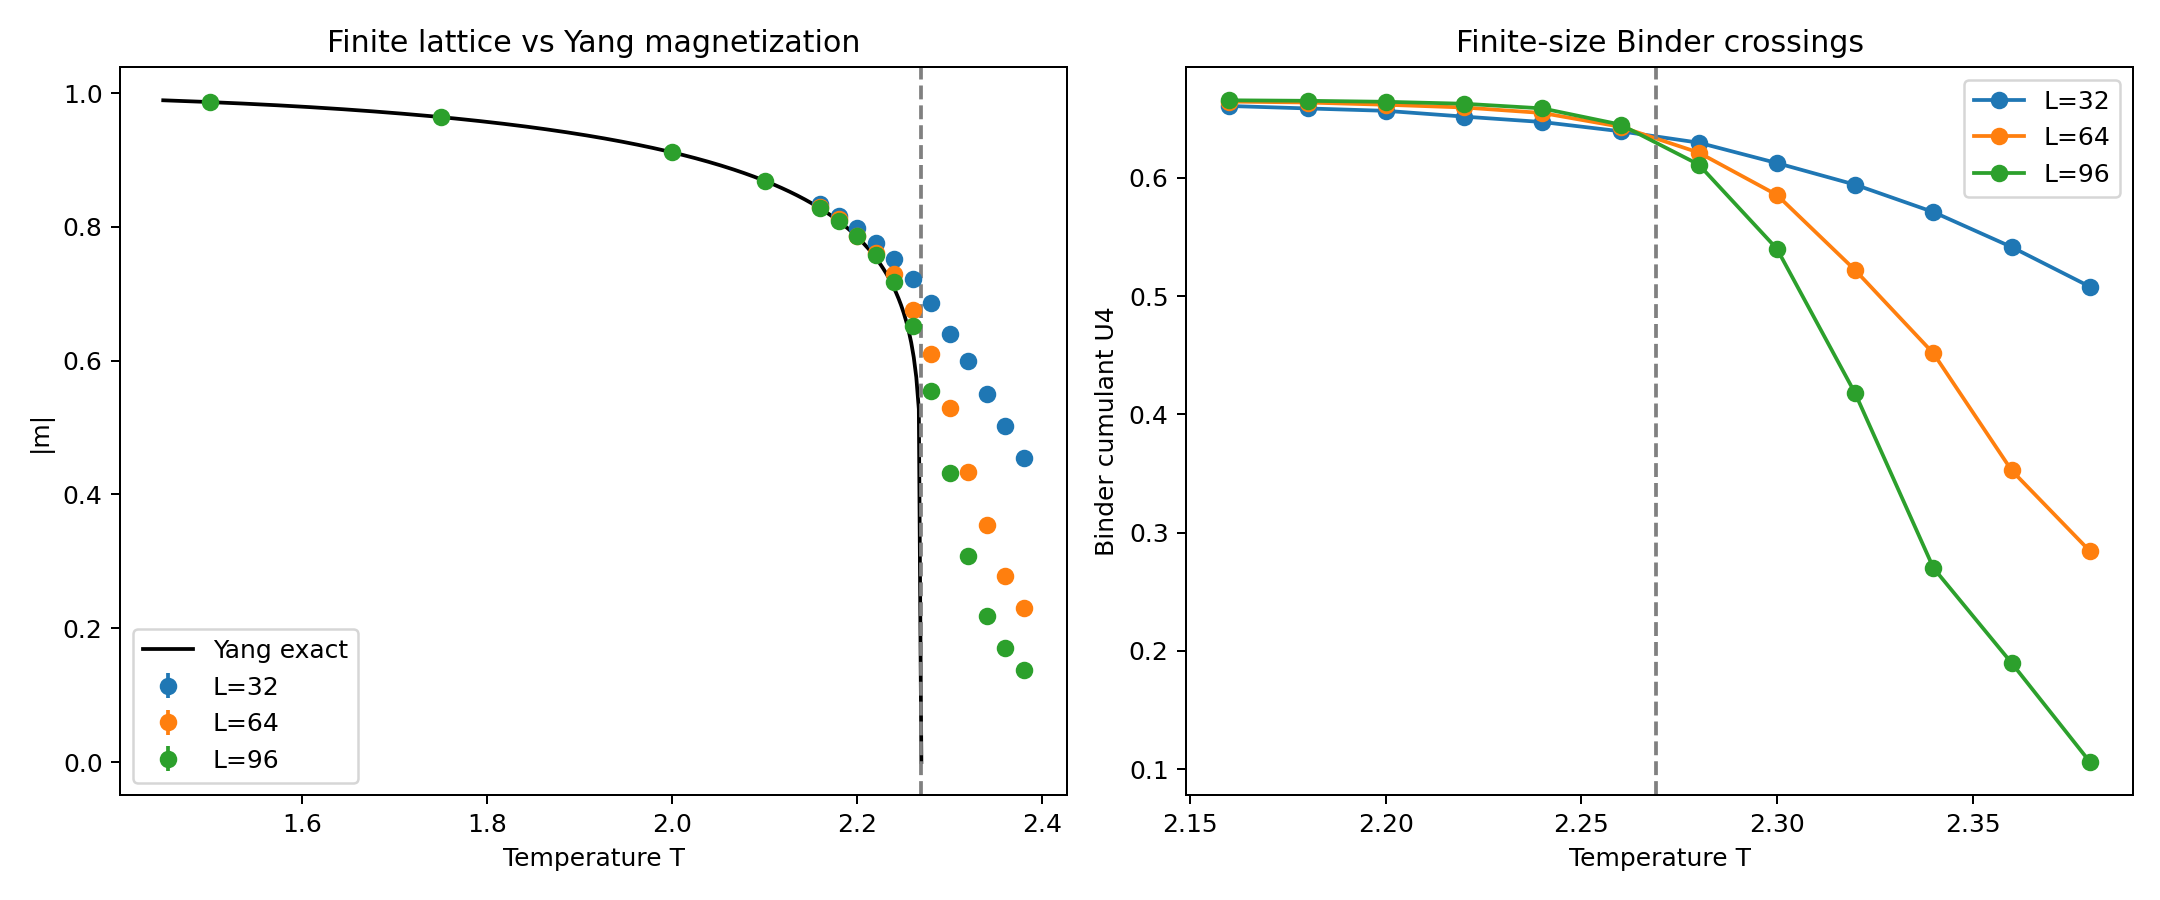 Finite lattice vs Yang magnetization
|m|
1.0
0.8
0.6
0.4
0.2
0.0
Yang exact
L=32
L=64
L=96
1.6
1.8
2.0
2.2
2.4
Temperature T
Finite-size Binder crossings
Binder cumulant U4
0.6
0.5
0.4
0.3
0.2
0.1
L=32
L=64
L=96
2.15
2.20
2.25
2.30
2.35
Temperature T